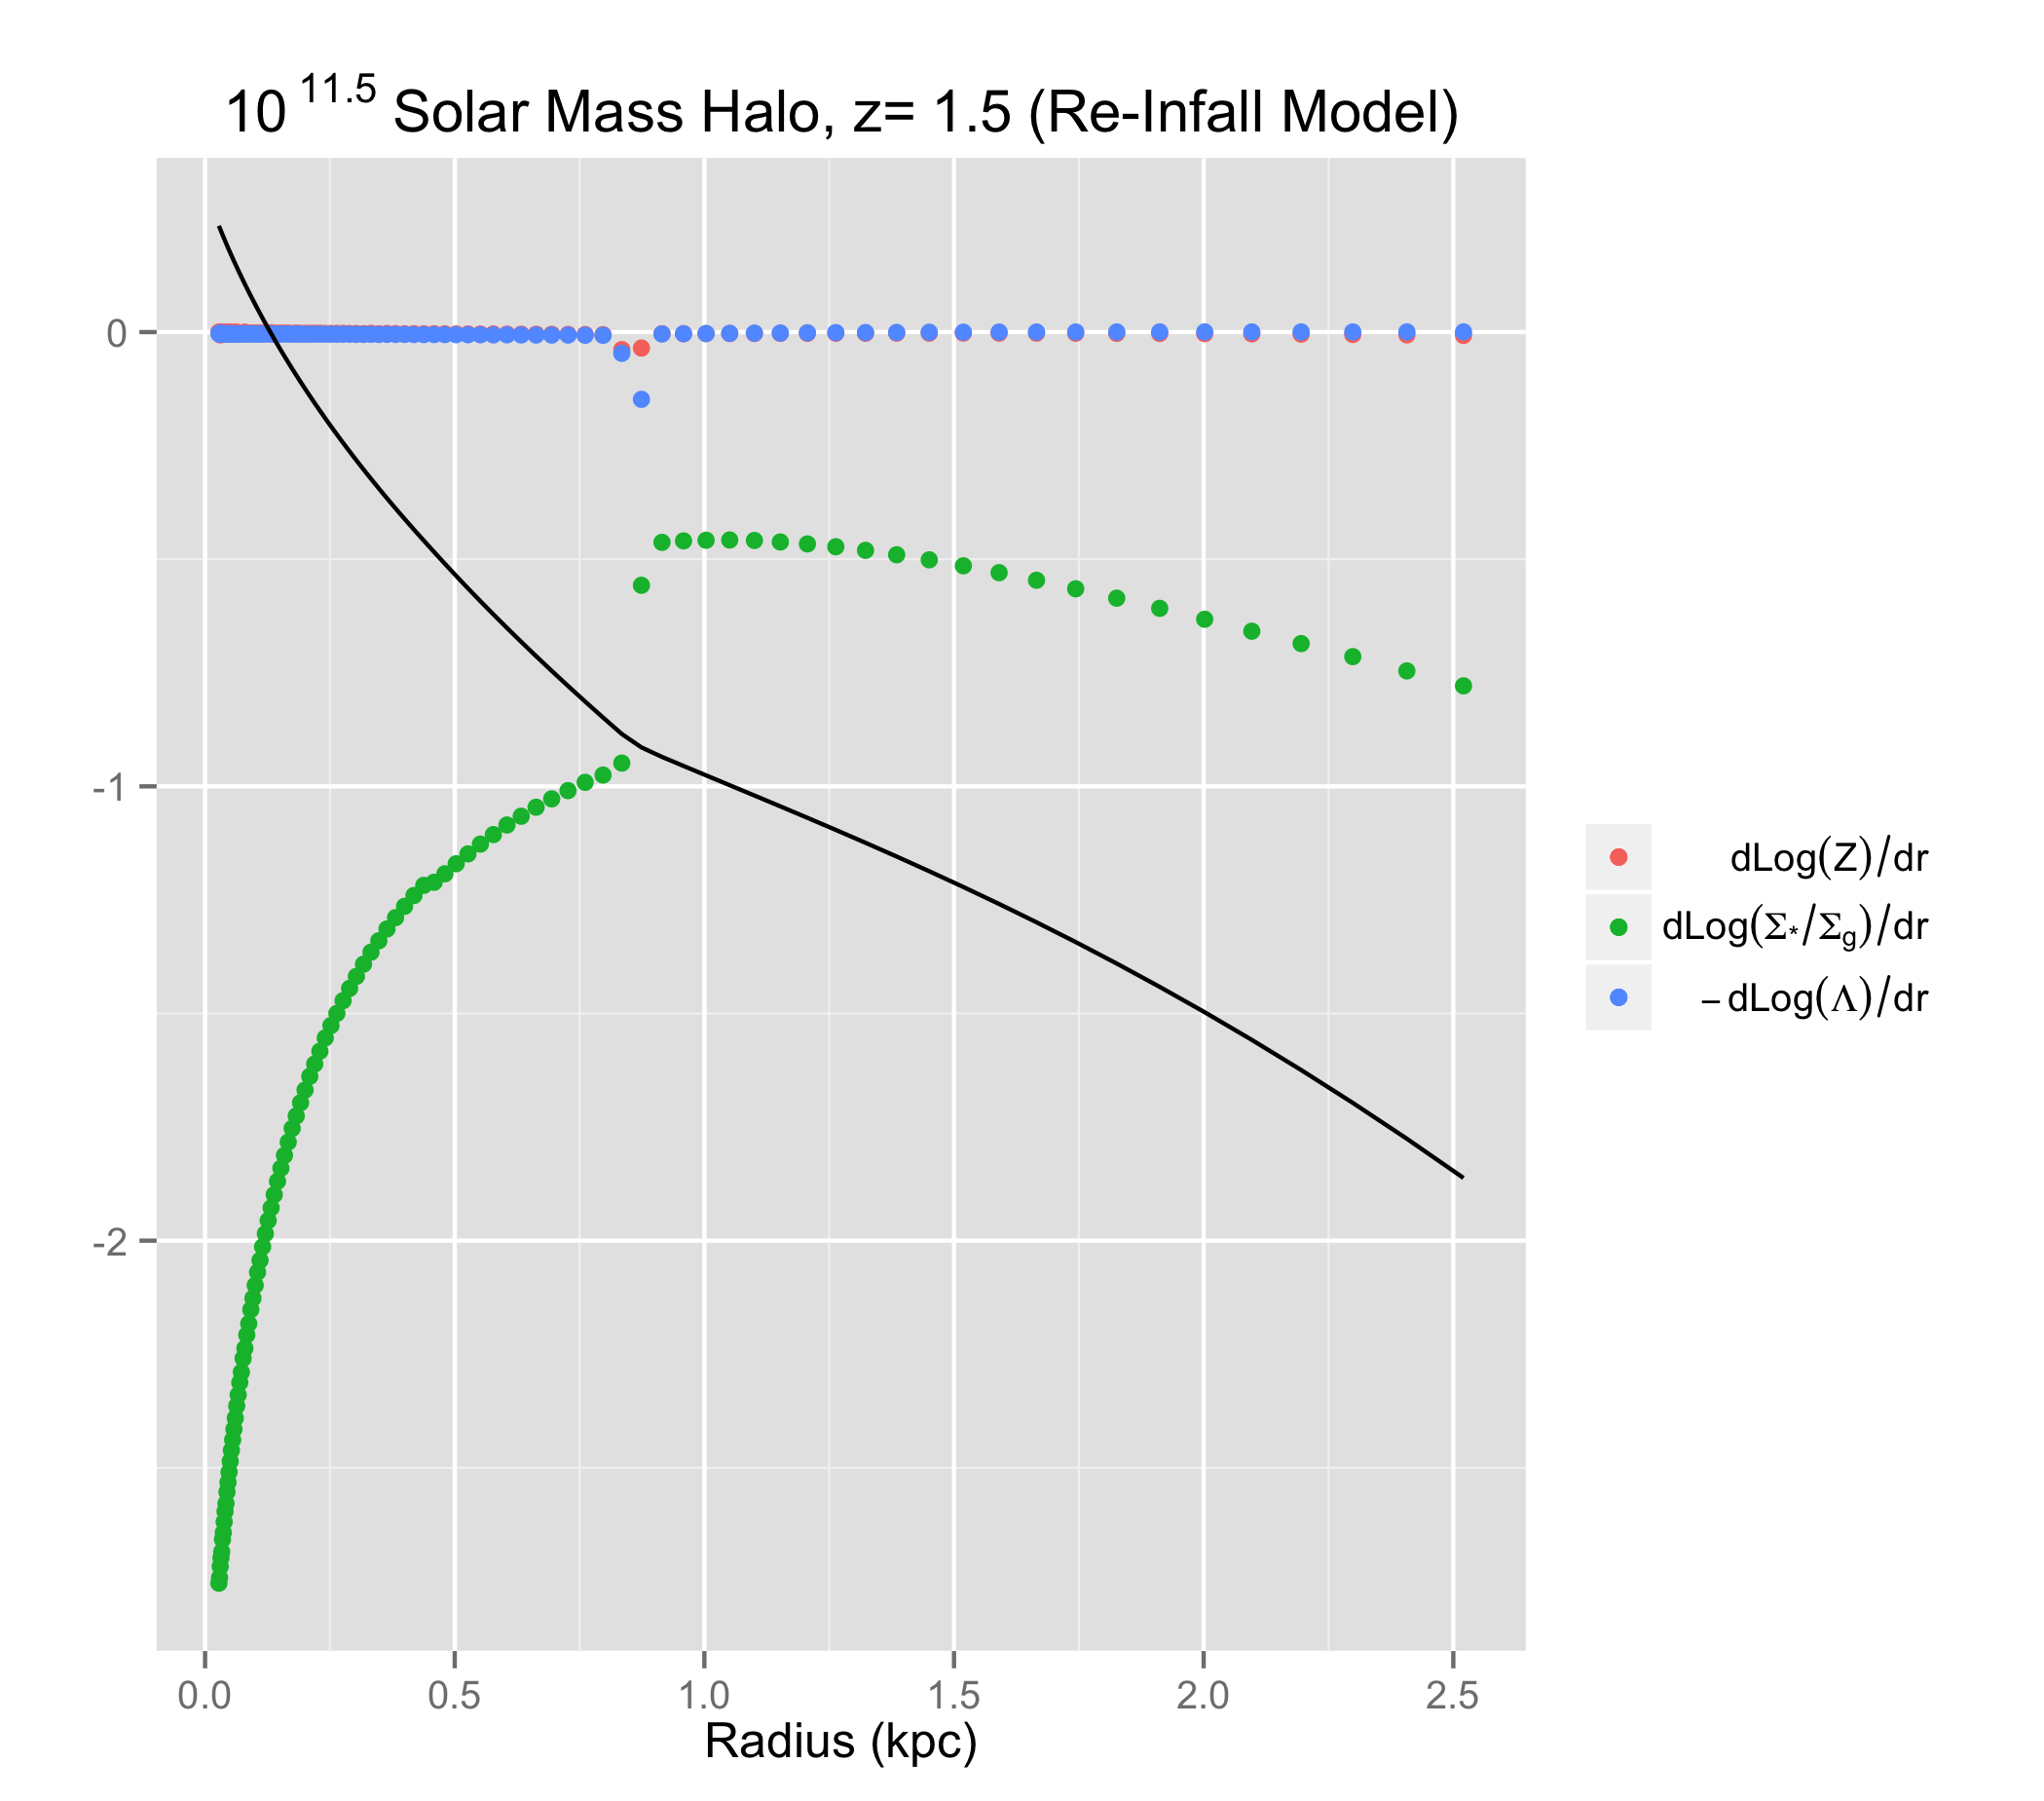 10^11.5 Solar Mass Halo, z= 1.5 (Re-Infall Model)
0
-1
-2
0.0 0.5 1.0 1.5 2.0 2.5
Radius (kpc)
dLog(Z)/dr
dLog(Σ*/Σg)/dr
−dLog(Λ)/dr